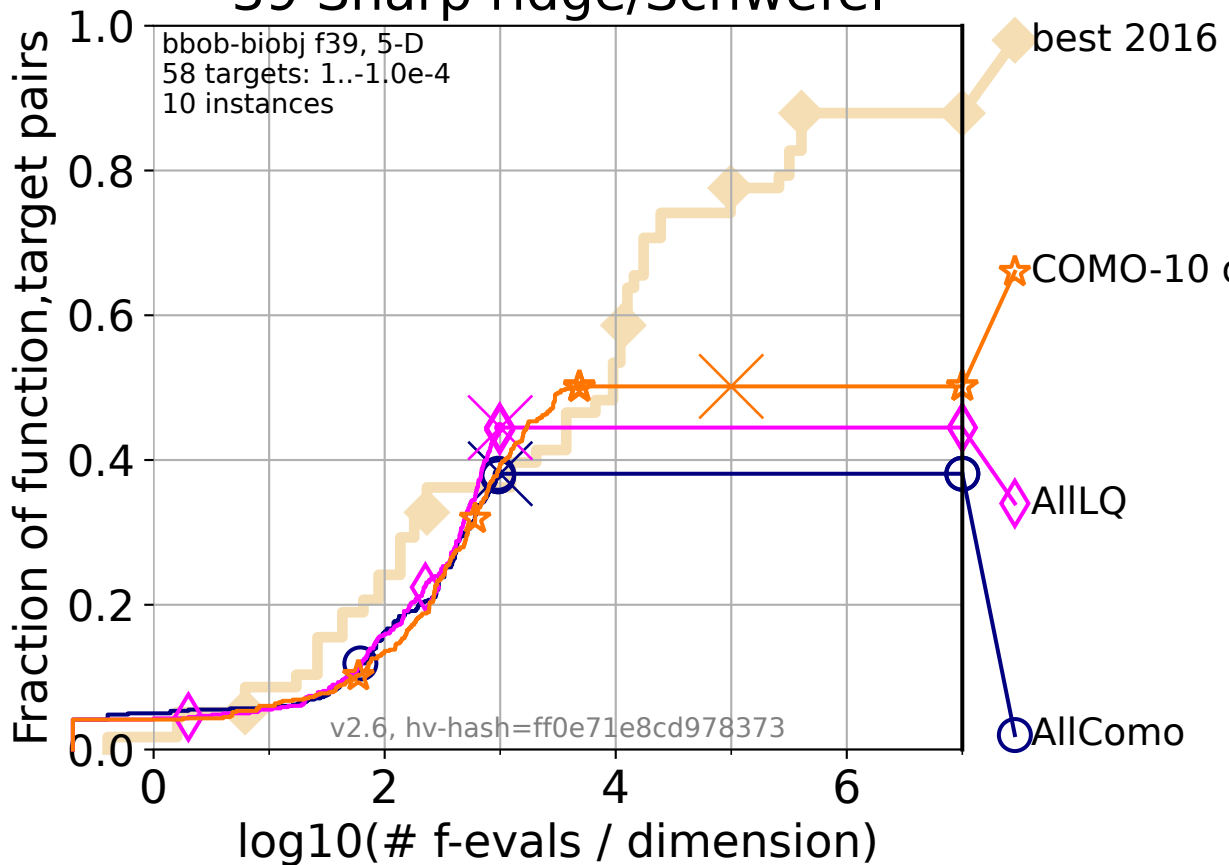 bbob-biobj f39, 5-D
58 targets: 1..-1.0e-4
10 instances
Fraction of function,target pairs
1.0
0.8
0.6
0.4
0.2
0.0
best 2016
COMO-10
AllLQ
AllComo
v2.6, hv-hash=ff0e71e8cd978373
0 2 4 6
log10(# f-evals / dimension)